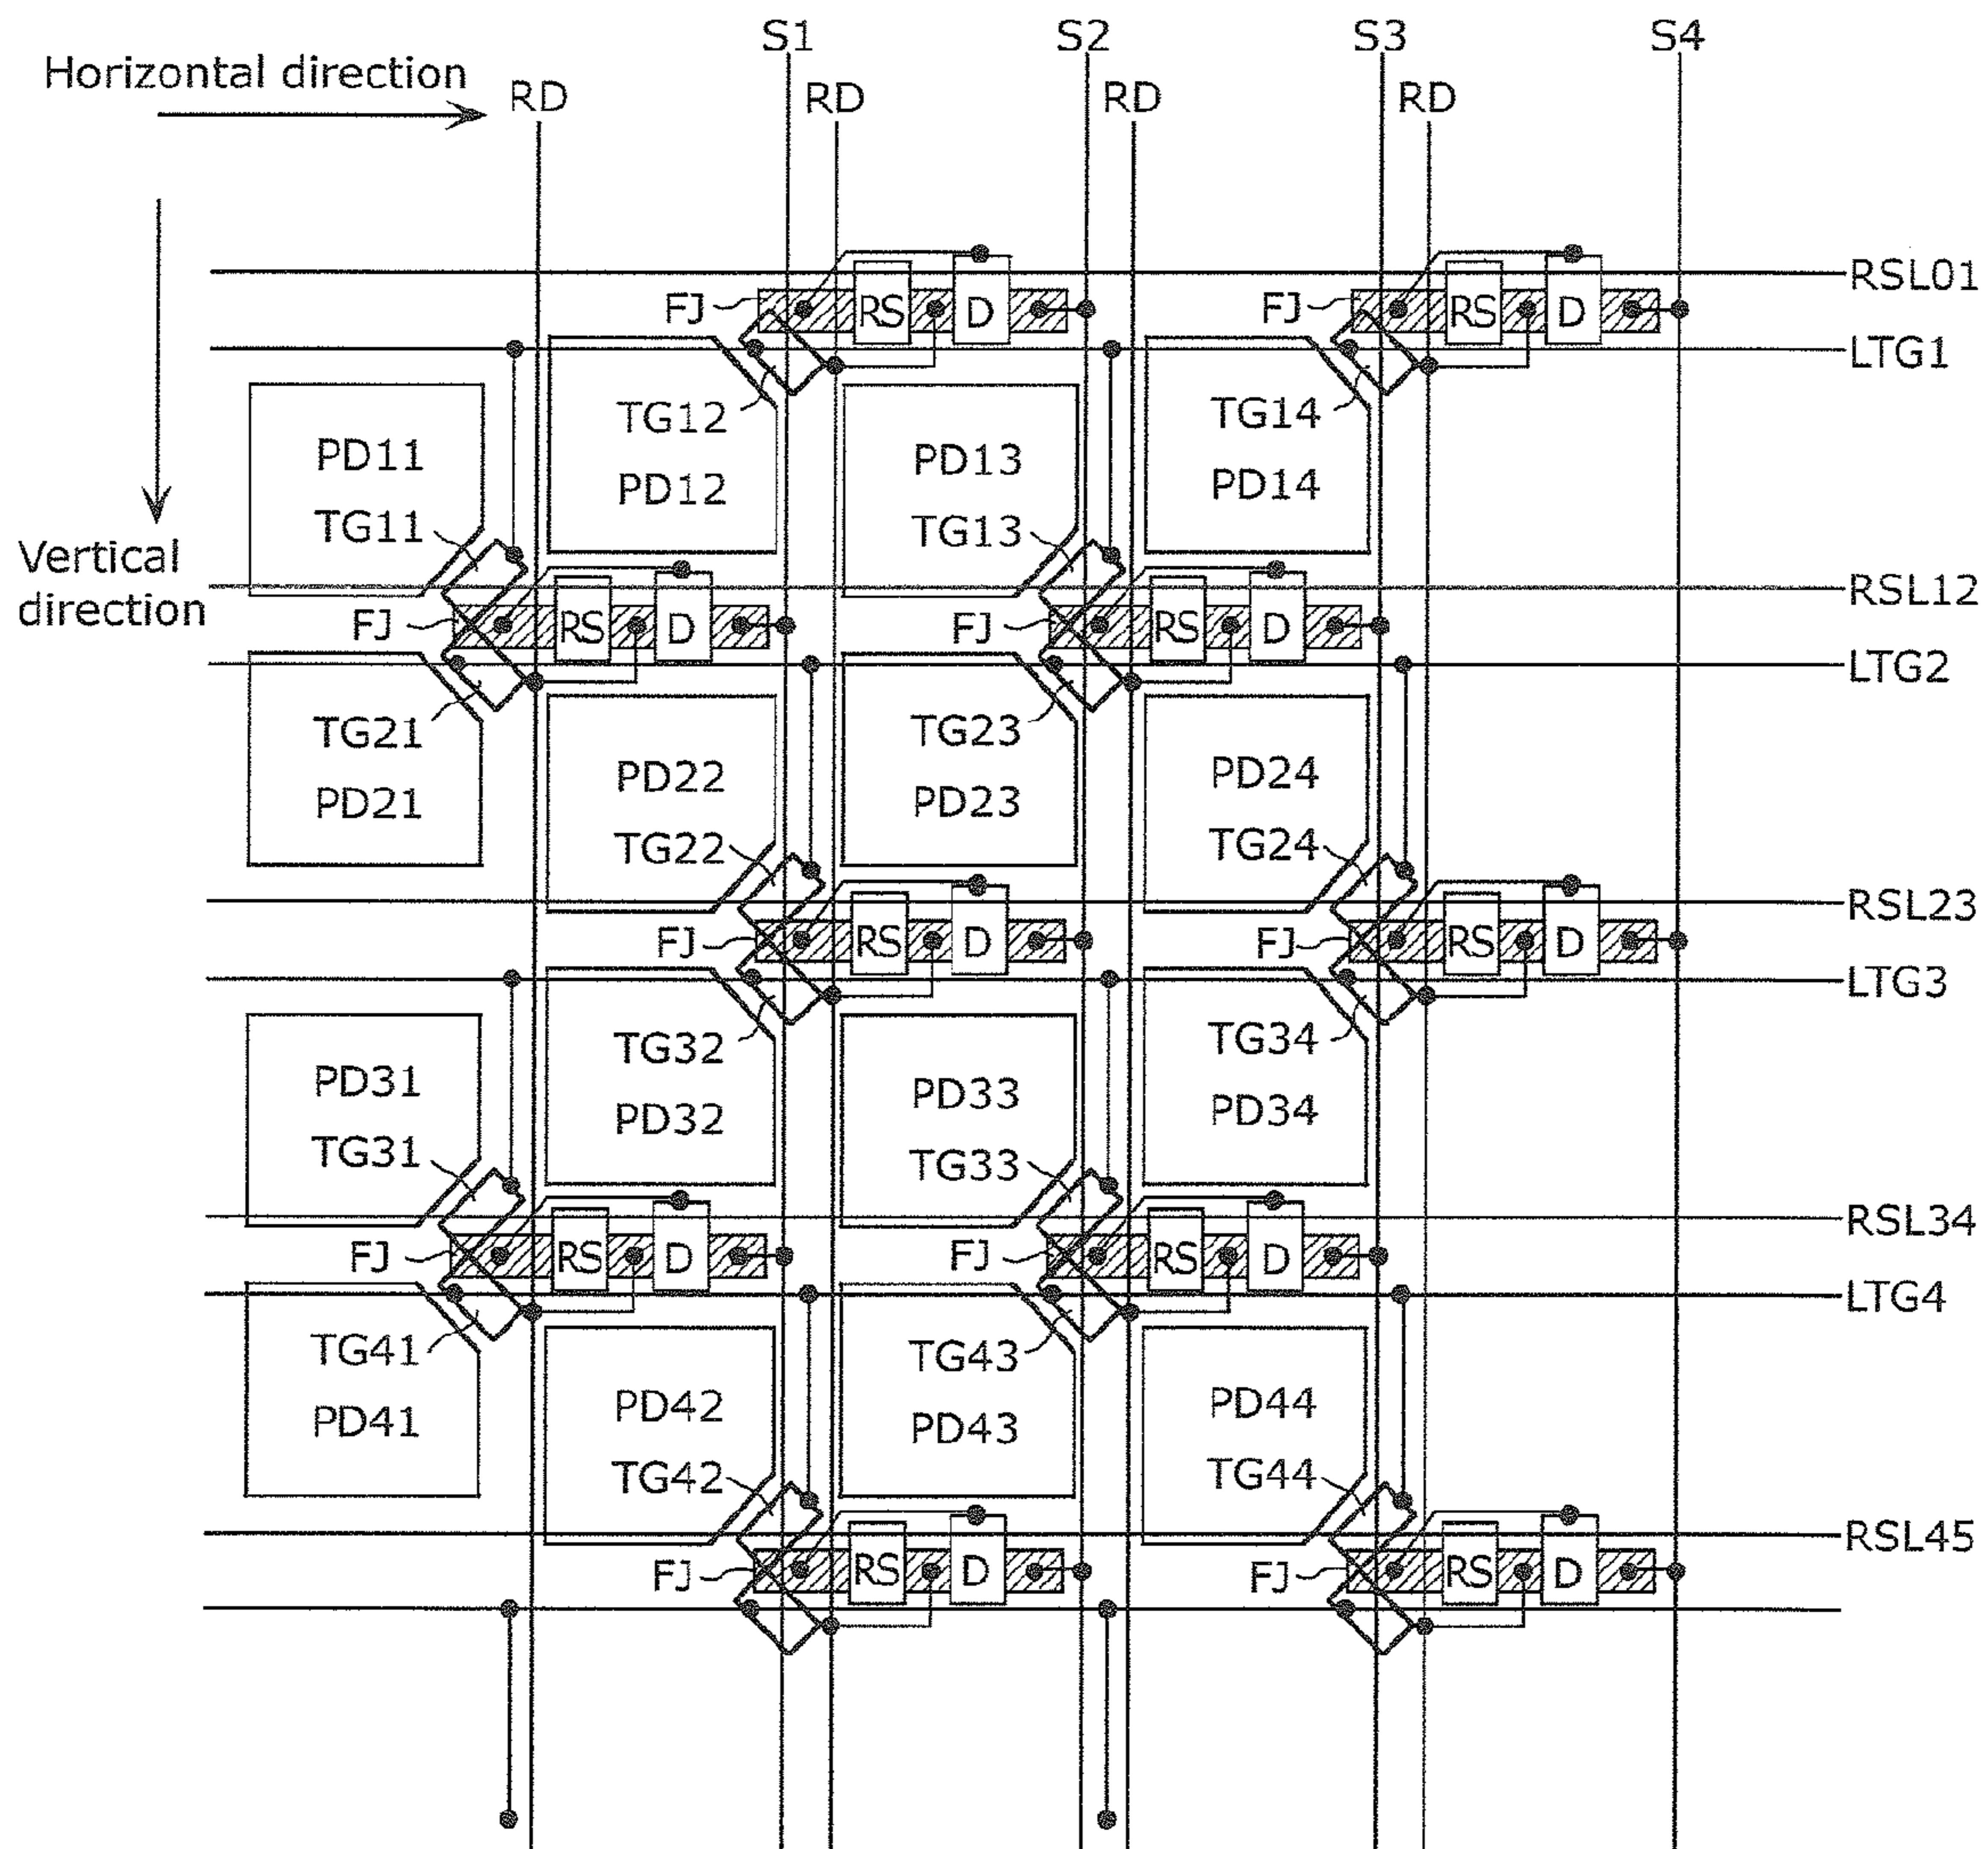 S1 S2 S3 S4
Horizontal direction
RD RD RD RD
RSL01
FJ RS D FJ RS D
LTG1
TG12 TG14
PD11 PD13
PD12 PD14
TG11 TG13
Vertical
direction
RSL12
FJ RS D FJ RS D
LTG2
TG21 TG23
PD22 PD24
PD21 PD23
TG22 TG24
RSL23
FJ RS D FJ RS D
LTG3
TG32 TG34
PD31 PD33
PD32 PD34
TG31 TG33
RSL34
FJ RS D FJ RS D
LTG4
TG41 TG43
PD42 PD44
PD41 PD43
TG42 TG44
RSL45
FJ RS D FJ RS D